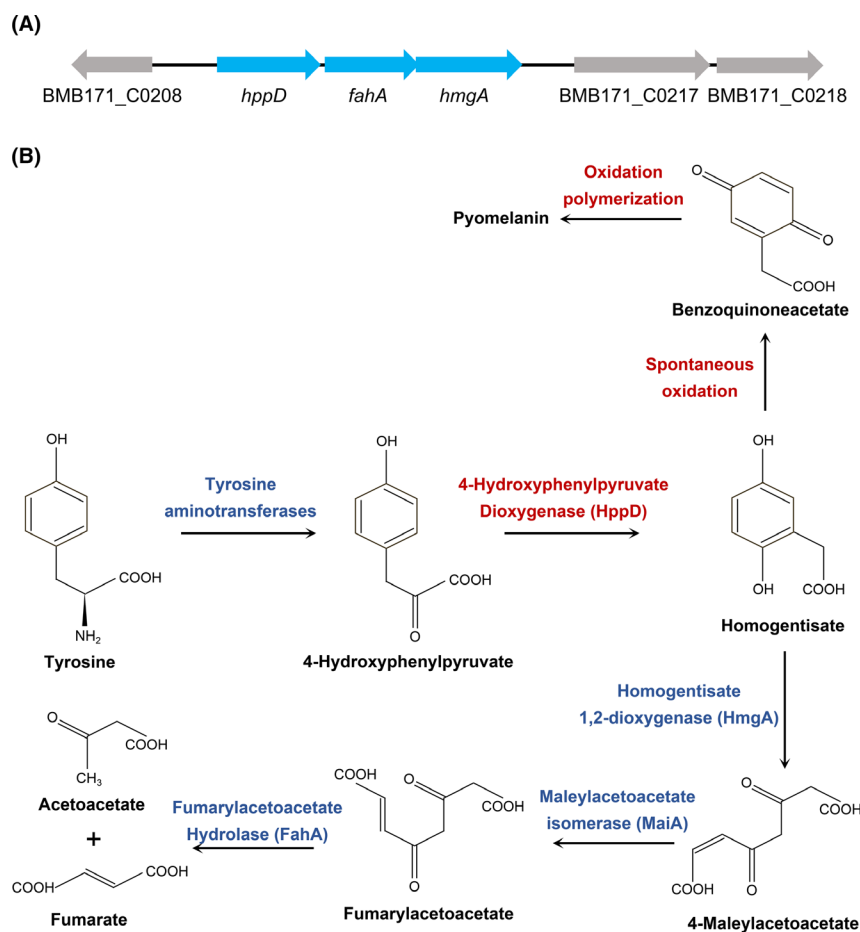 (A)
BMB171_C0208
hppD
fahA
hmgA
BMB171_C0217
BMB171_C0218
(B)
O
O
COOH
Benzoquinoneacetate
Oxidation
polymerization
Pyomelanin
Spontaneous
oxidation
OH
COOH
NH2
Tyrosine
Tyrosine
aminotransferases
OH
COOH
O
4-Hydroxyphenylpyruvate
4-Hydroxyphenylpyruvate
Dioxygenase (HppD)
OH
OH
COOH
Homogentisate
Homogentisate
1,2-dioxygenase (HmgA)
O
COOH
O
COOH
4-Maleylacetoacetate
Maleylacetoacetate
isomerase (MaiA)
COOH
O
COOH
O
Fumarylacetoacetate
Fumarylacetoacetate
Hydrolase (FahA)
O
COOH
CH3
Acetoacetate
+
COOH
COOH
Fumarate